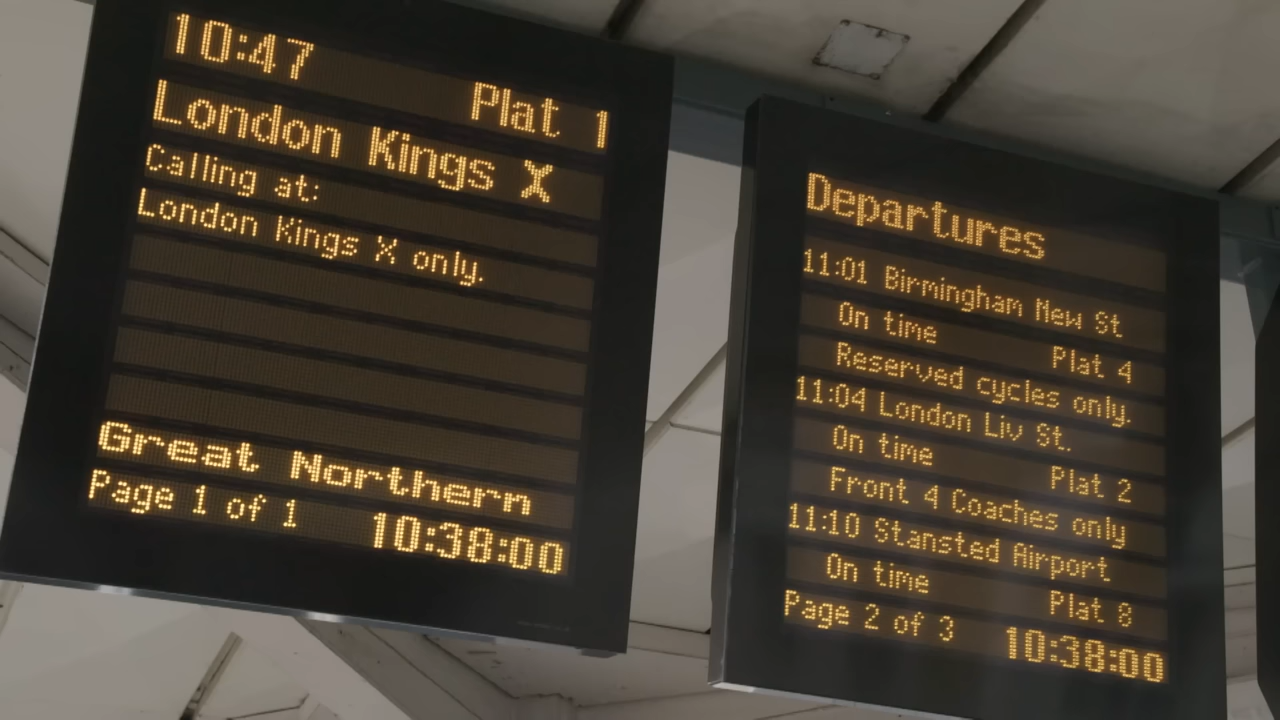 10:47
Plat 1
London Kings X
Calling at:
London Kings X only.
Great Northern
Page 1 of 1 10:38:00
Departures
11:01 Birmingham New St
On time Plat 4
Reserved cycles only.
11:04 London Liv St.
On time Plat 2
Front 4 Coaches only
11:10 Stansted Airport
On time Plat 8
Page 2 of 3 10:38:00